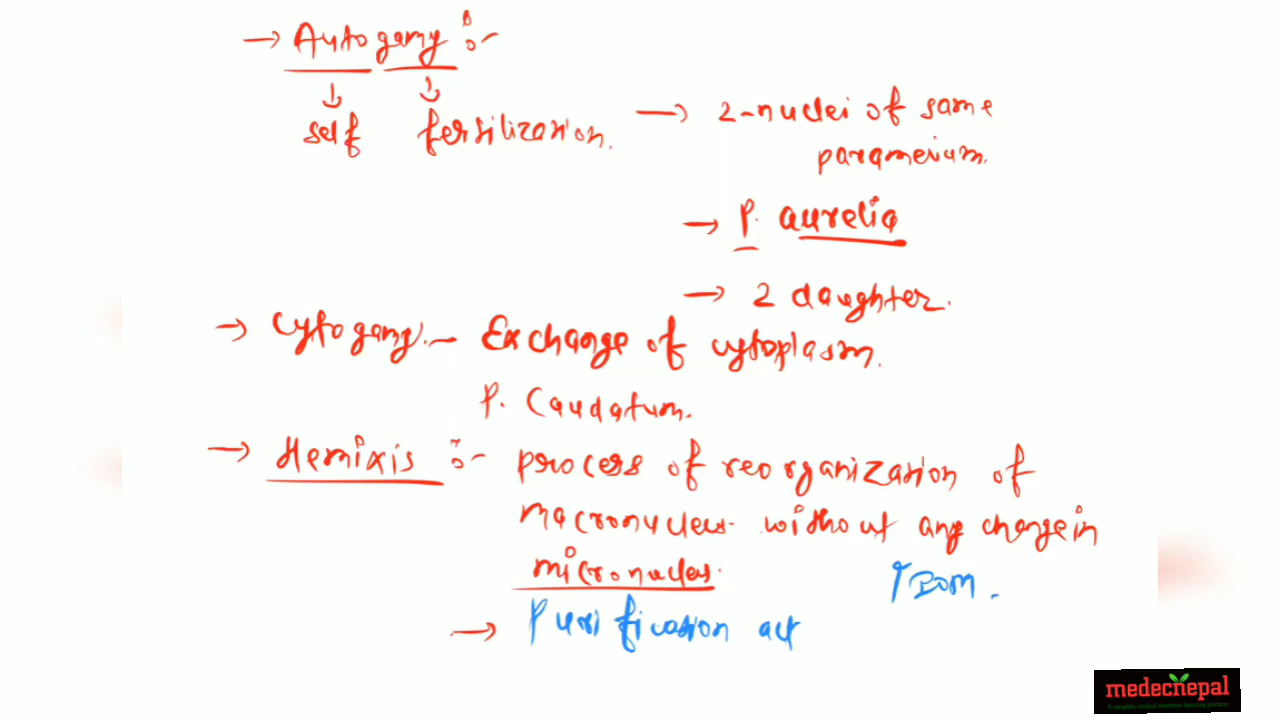 → Autogamy :-
↓ ↓
self fertilization. → 2-nuclei of same
paramecium.
→ P. aurelia
→ 2 daughter.
→ Cytogamy. - Exchange of cytoplasm.
P. Caudatum.
→ Hemixis :- process of reorganization of
macronucleus without any change in
micronucleus.
→ Purification act
medecnepal